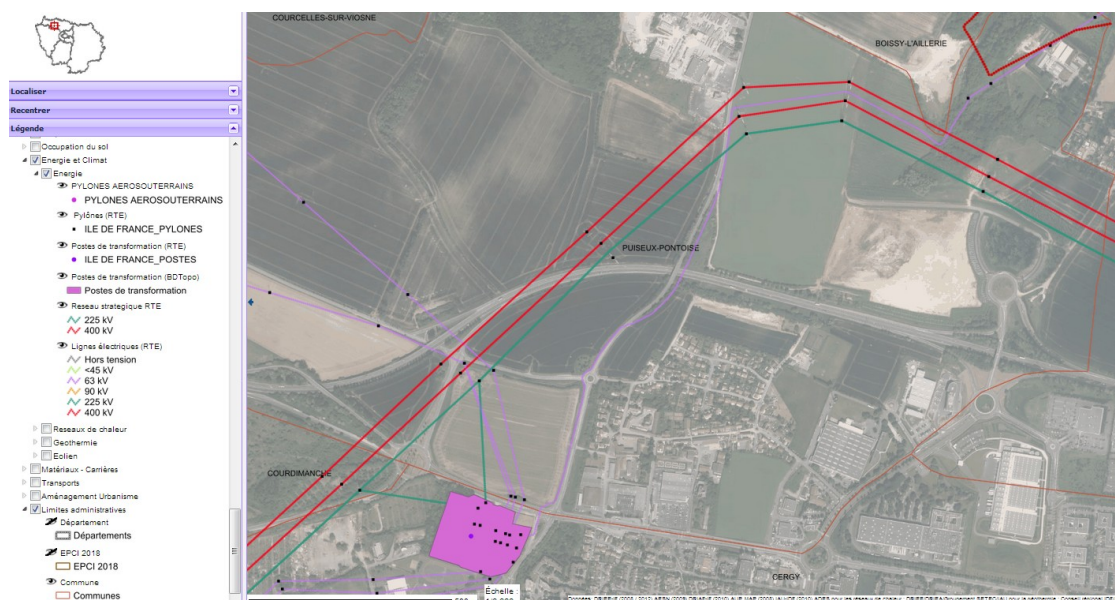 Localiser
Recentrer
Légende
Occupation du sol
Energie et Climat
Energie
PYLONES AEROSOUTERRAINS
PYLONES AEROSOUTERRAINS
Pylônes (RTE)
ILE DE FRANCE_PYLONES
Postes de transformation (RTE)
ILE DE FRANCE_POSTES
Postes de transformation (BDTopo)
Postes de transformation
Reseau strategique RTE
225 kV
400 kV
Lignes électriques (RTE)
Hors tension
<45 kV
63 kV
90 kV
225 kV
400 kV
Reseaux de chaleur
Geothermie
Eolien
Matériaux - Carrières
Transports
Aménagement Urbanisme
Limites administratives
Département
Départements
EPCI 2018
EPCI 2018
Commune
Communes
COURCELLES-SUR-VIOSNE
BOISSY-L'AILLERIE
PUISEUX-PONTOISE
COURDIMANCHE
CERGY
Échelle :